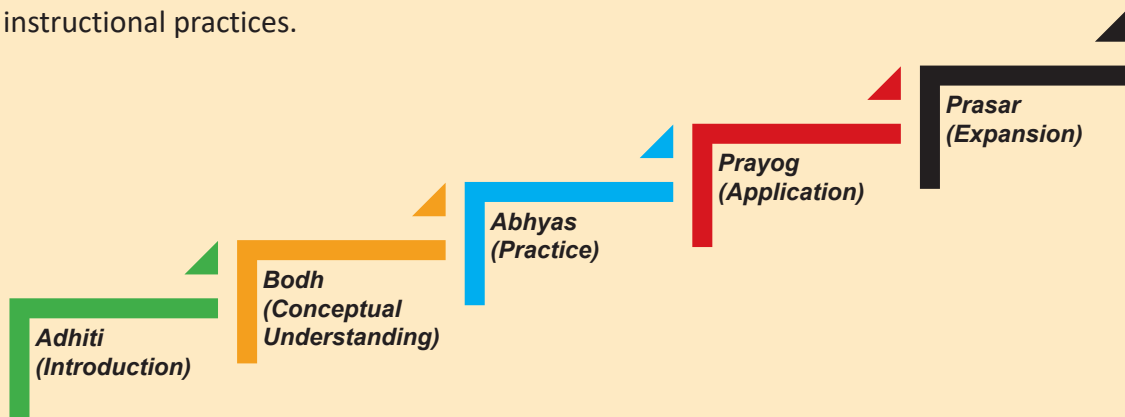 instructional practices.
Adhiti
(Introduction)
Bodh
(Conceptual
Understanding)
Abhyas
(Practice)
Prayog
(Application)
Prasar
(Expansion)